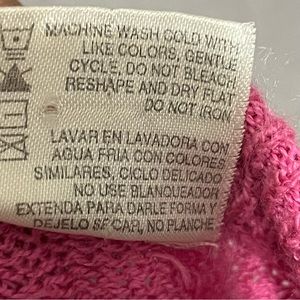 MACHINE WASH COLD WITH
LIKE COLORS, GENTLE
CYCLE, DO NOT BLEACH
RESHAPE AND DRY FLAT
DO NOT IRON
LAVAR EN LAVADORA CON
AGUA FRIA CON COLORES
SIMILARES, CICLO DELICADO
NO USE BLANQUEADOR
EXTENDA PARA DARLE FORMA Y
DEJELO SECAR, NO PLANCHE